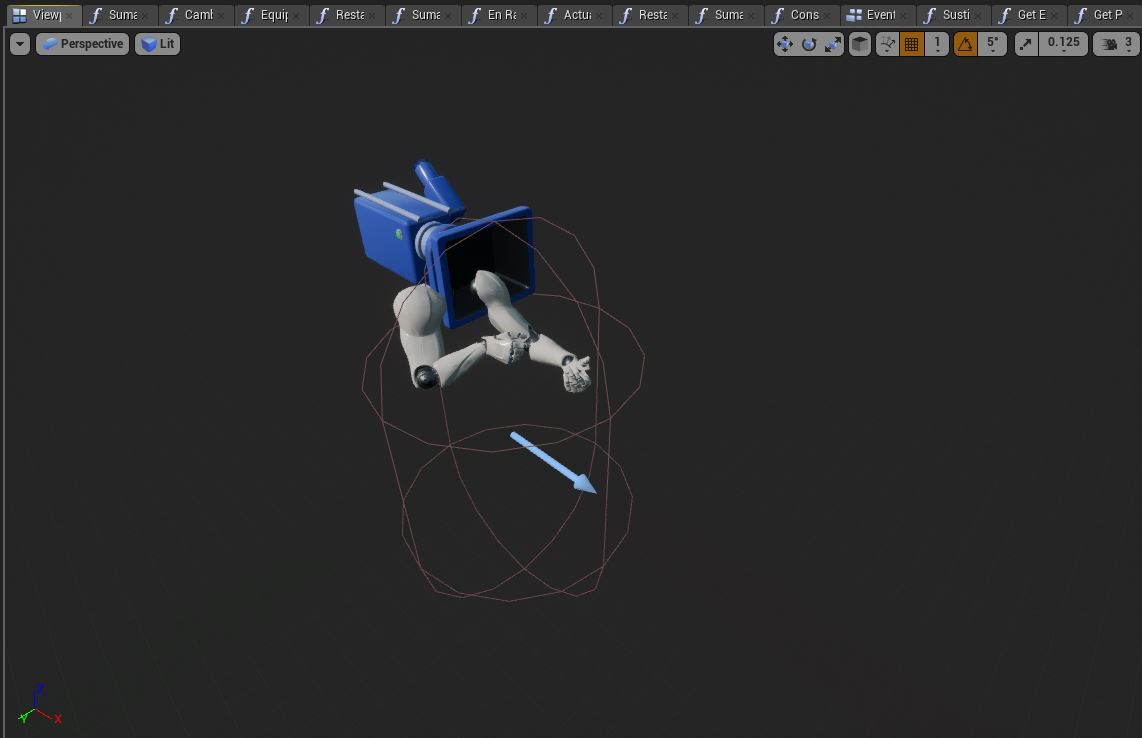 Viewp Suma Camb Equip Resta Suma En Ra Actua Resta Suma Cons Event Susti Get E Get P
Perspective Lit 1 5° 0.125 3
Z
Y X